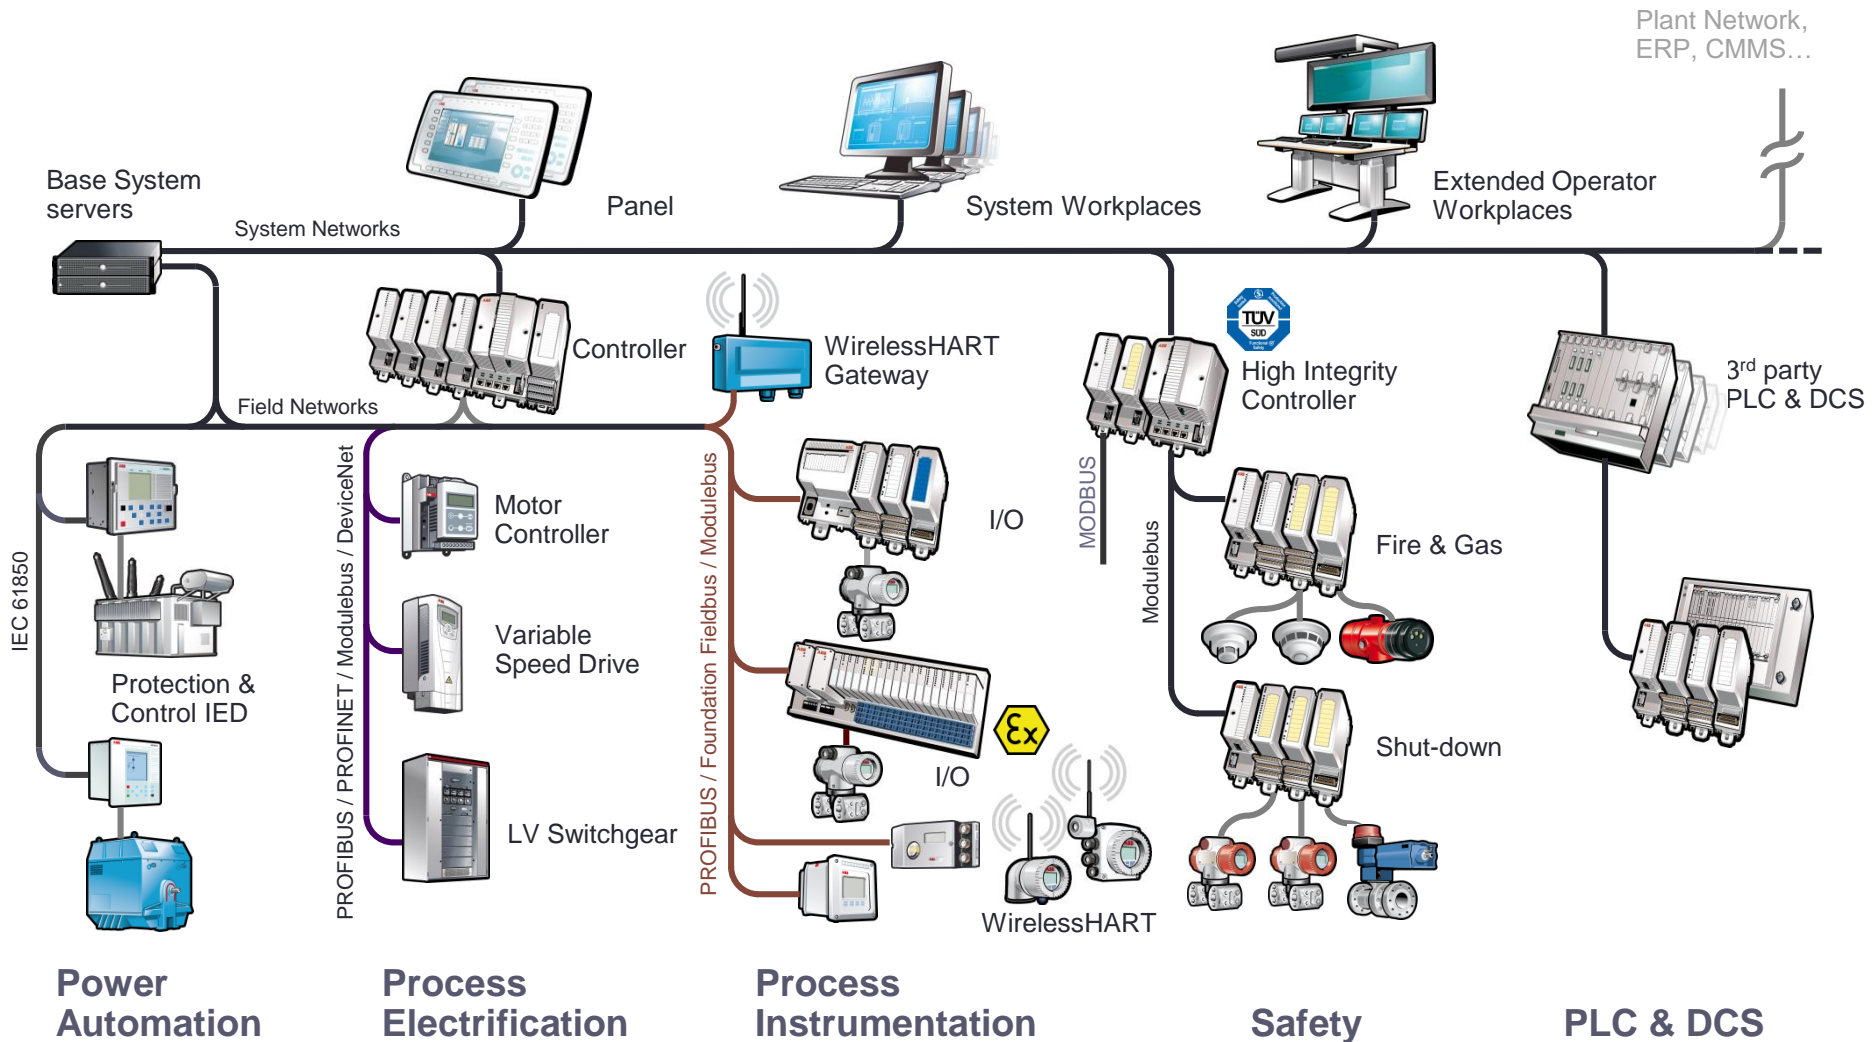 Plant Network,
ERP, CMMS…
Base System
servers
Panel
System Workplaces
Extended Operator
Workplaces
System Networks
Controller
WirelessHART
Gateway
TÜV
SÜD
Functional
Safety
High Integrity
Controller
3rd party
PLC & DCS
Field Networks
IEC 61850
PROFIBUS / PROFINET / Modulebus / DeviceNet
PROFIBUS / Foundation Fieldbus / Modulebus
MODBUS
Modulebus
Motor
Controller
I/O
Fire & Gas
Variable
Speed Drive
Protection &
Control IED
Ex
I/O
Shut-down
LV Switchgear
WirelessHART
Power
Automation
Process
Electrification
Process
Instrumentation
Safety
PLC & DCS